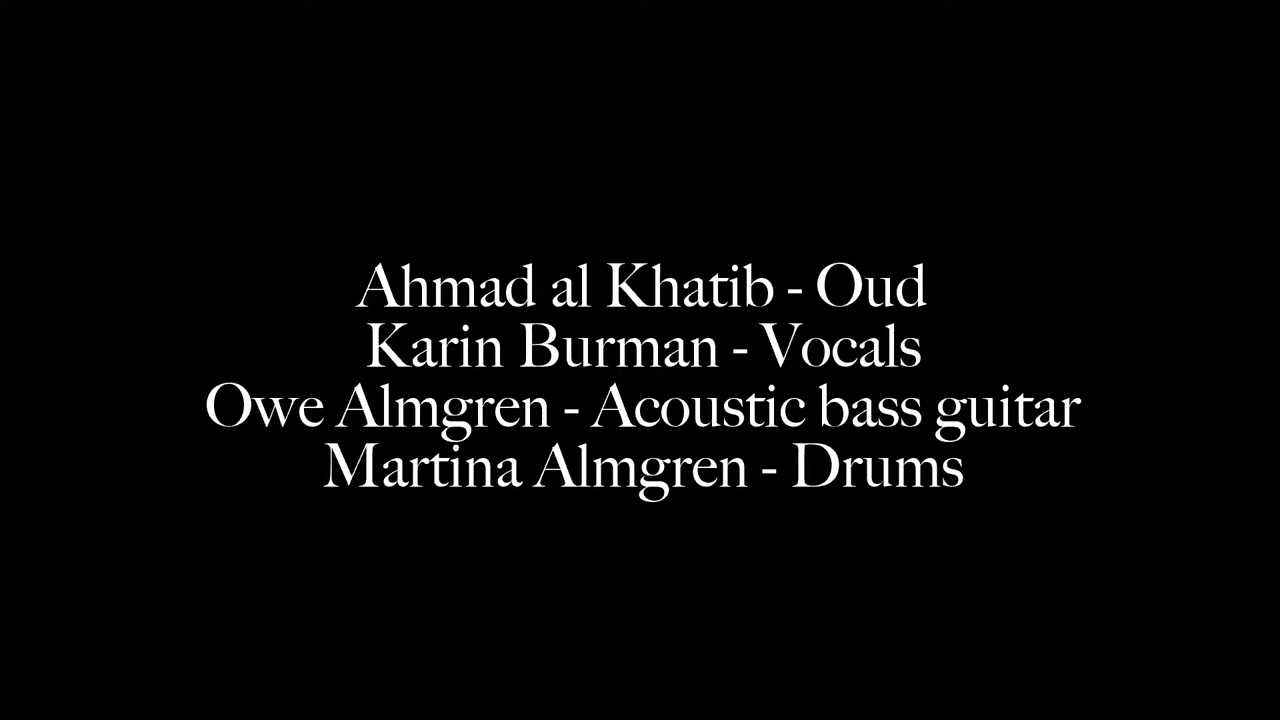 Ahmad al Khatib - Oud
Karin Burman - Vocals
Owe Almgren - Acoustic bass guitar
Martina Almgren - Drums